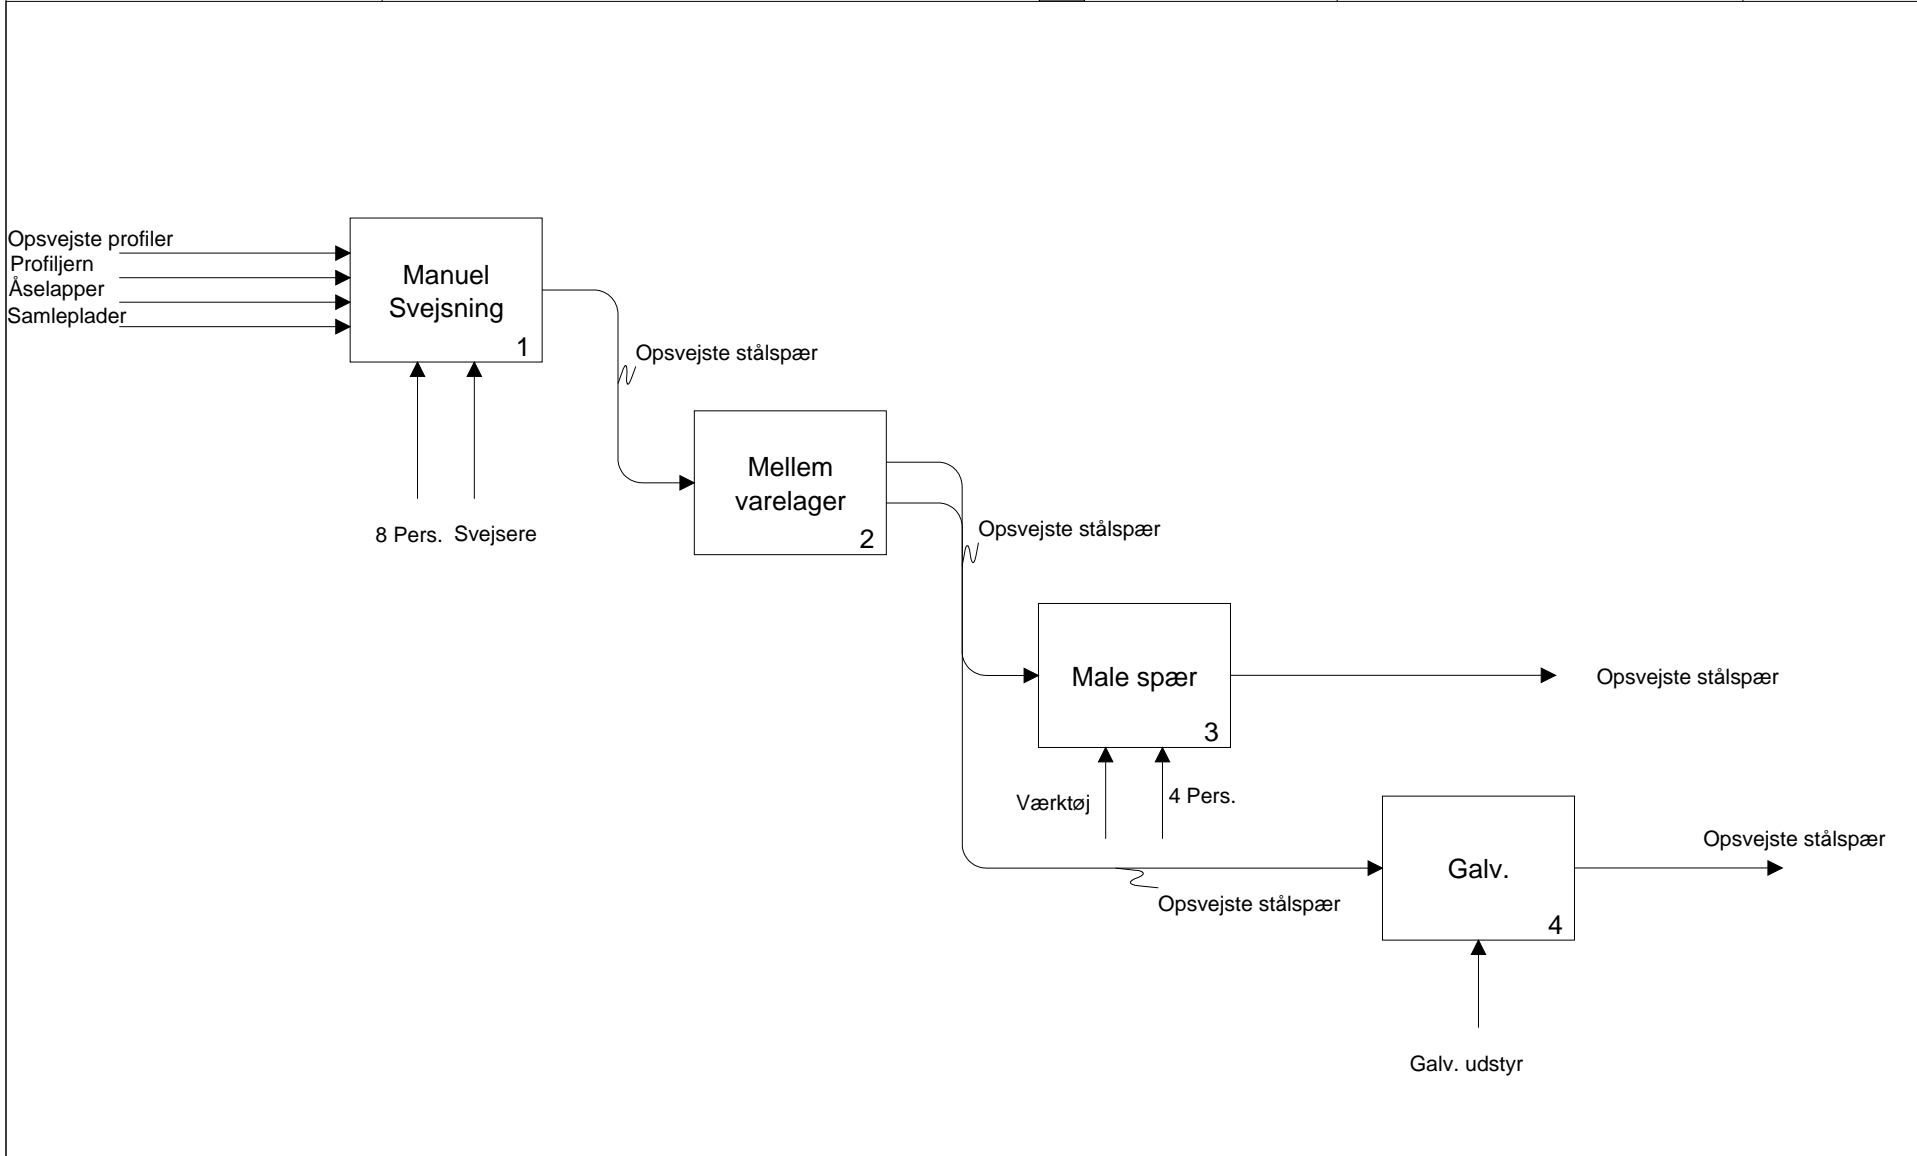 Opsvejste profiler
Profiljern
Åselapper
Samleplader
Manuel
Svejsning
1
8 Pers.
Svejsere
Opsvejste stålspær
Mellem
varelager
2
Opsvejste stålspær
Male spær
3
Opsvejste stålspær
Værktøj
4 Pers.
Opsvejste stålspær
Galv.
4
Opsvejste stålspær
Galv. udstyr